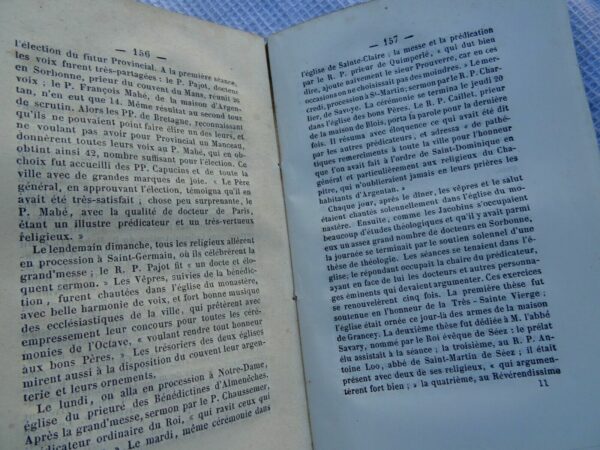 — 156 —
l'élection du futur Provincial. A la première séance,
les voix furent très-partagées : le P. Pajot, docteur
en Sorbonne, prieur du couvent du Mans, réunit 26
voix; le P. François Mahé, de la maison d'Argen-
tan, n'en eut que 14. Même résultat au second tour
de scrutin. Alors les PP. de Bretagne, reconnaissant
qu'ils ne pouvaient point faire élire un des leurs, et
ne voulant pas avoir pour Provincial un Manceau,
donnèrent toutes leurs voix au P. Mahé, qui en ob-
tint ainsi 42, nombre suffisant pour l'élection. Ce
choix fut accueilli des PP. Capucins et de toute la
ville avec de grandes marques de joie. « Le Père
général, en approuvant l'élection, témoigna qu'il en
avait été très-satisfait ; chose peu surprenante, le
P. Mahé, avec la qualité de docteur de Paris,
étant un illustre prédicateur et un très-vertueux
religieux. »
Le lendemain dimanche, tous les religieux allèrent
en procession à Saint-Germain, où ils célébrèrent la
grand'messe ; le R. P. Pajot fit « un docte et élo-
quent sermon. » Les Vêpres, suivies de la bénédic-
tion, furent chantées dans l'église du monastère,
avec belle harmonie de voix, et fort bonne musique
des ecclésiastiques de la ville, qui prêtèrent avec
empressement leur concours pour toutes les céré-
monies de l'Octave, « voulant rendre tout honneur
aux bons Pères. » Les trésoriers des deux églises
mirent aussi à la disposition du couvent leur argen-
terie et leurs ornements.
Le lundi, on alla en procession à Notre-Dame,
église du prieuré des Bénédictines d'Almenêches.
Après la grand'messe, sermon par le P. Chaussemer,
prédicateur ordinaire du Roi, « qui ravit ceux qui
Le mardi, même cérémonie dans
— 157 —
l'église de Sainte-Claire ; la messe et la prédication
par le R. P. prieur de Quimperlé, « qui dut bien
dire, ajoute naïvement le sieur Prouverre, car en ces
occasions on ne choisissait pas des moindres. » Le mer-
credi, procession à St-Martin, sermon par le R. P. Char-
lier, de Savoye. La cérémonie se termina le jeudi 20
dans l'église des bons Pères. Le R. P. Caillet, prieur
de la maison de Blois, porta la parole pour la dernière
fois. Il résuma avec éloquence ce qui avait été dit
par les autres prédicateurs, et adressa « de pathé-
tiques remerciements à toute la ville pour l'honneur
que l'on avait fait à l'ordre de Saint-Dominique en
général et particulièrement aux religieux du Cha-
pitre, qui n'oublieraient jamais en leurs prières les
habitants d'Argentan. »
Chaque jour, après le dîner, les vêpres et le salut
étaient chantés solennellement dans l'église du mo-
nastère. Ensuite, comme les Jacobins s'occupaient
beaucoup d'études théologiques et qu'il y avait parmi
eux un assez grand nombre de docteurs en Sorbonne,
la journée se terminait par le soutien solennel d'une
thèse de théologie. Les séances se tenaient dans l'é-
glise; le répondant occupait la chaire du prédicateur,
ayant en face de lui les docteurs et autres personna-
ges éminents qui devaient argumenter. Ces exercices
se renouvelèrent cinq fois. La première thèse fut
soutenue en l'honneur de la Très-Sainte Vierge;
l'église était ornée ce jour-là des armes de la maison
de Grancey. La deuxième thèse fut dédiée à M. l'abbé
Savary, nommé par le Roi évêque de Séez : le prélat
élu assistait à la séance; la troisième, au R. P. An-
toine Loo, abbé de Saint-Martin de Séez ; il était
présent avec deux de ses religieux, « qui argumen-
tèrent fort bien ; » la quatrième, au Révérendissime
11